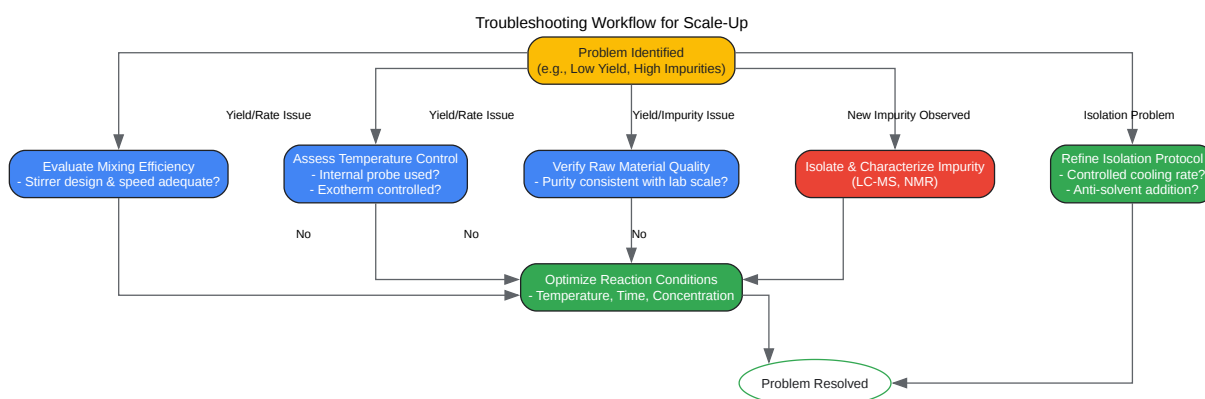 Troubleshooting Workflow for Scale-Up
Problem Identified
(e.g., Low Yield, High Impurities)
Yield/Rate Issue
Yield/Rate Issue
Yield/Impurity Issue
New Impurity Observed
Isolation Problem
Evaluate Mixing Efficiency
- Stirrer design & speed adequate?
Assess Temperature Control
- Internal probe used?
- Exotherm controlled?
Verify Raw Material Quality
- Purity consistent with lab scale?
Isolate & Characterize Impurity
(LC-MS, NMR)
Refine Isolation Protocol
- Controlled cooling rate?
- Anti-solvent addition?
No
No
No
Optimize Reaction Conditions
- Temperature, Time, Concentration
Problem Resolved